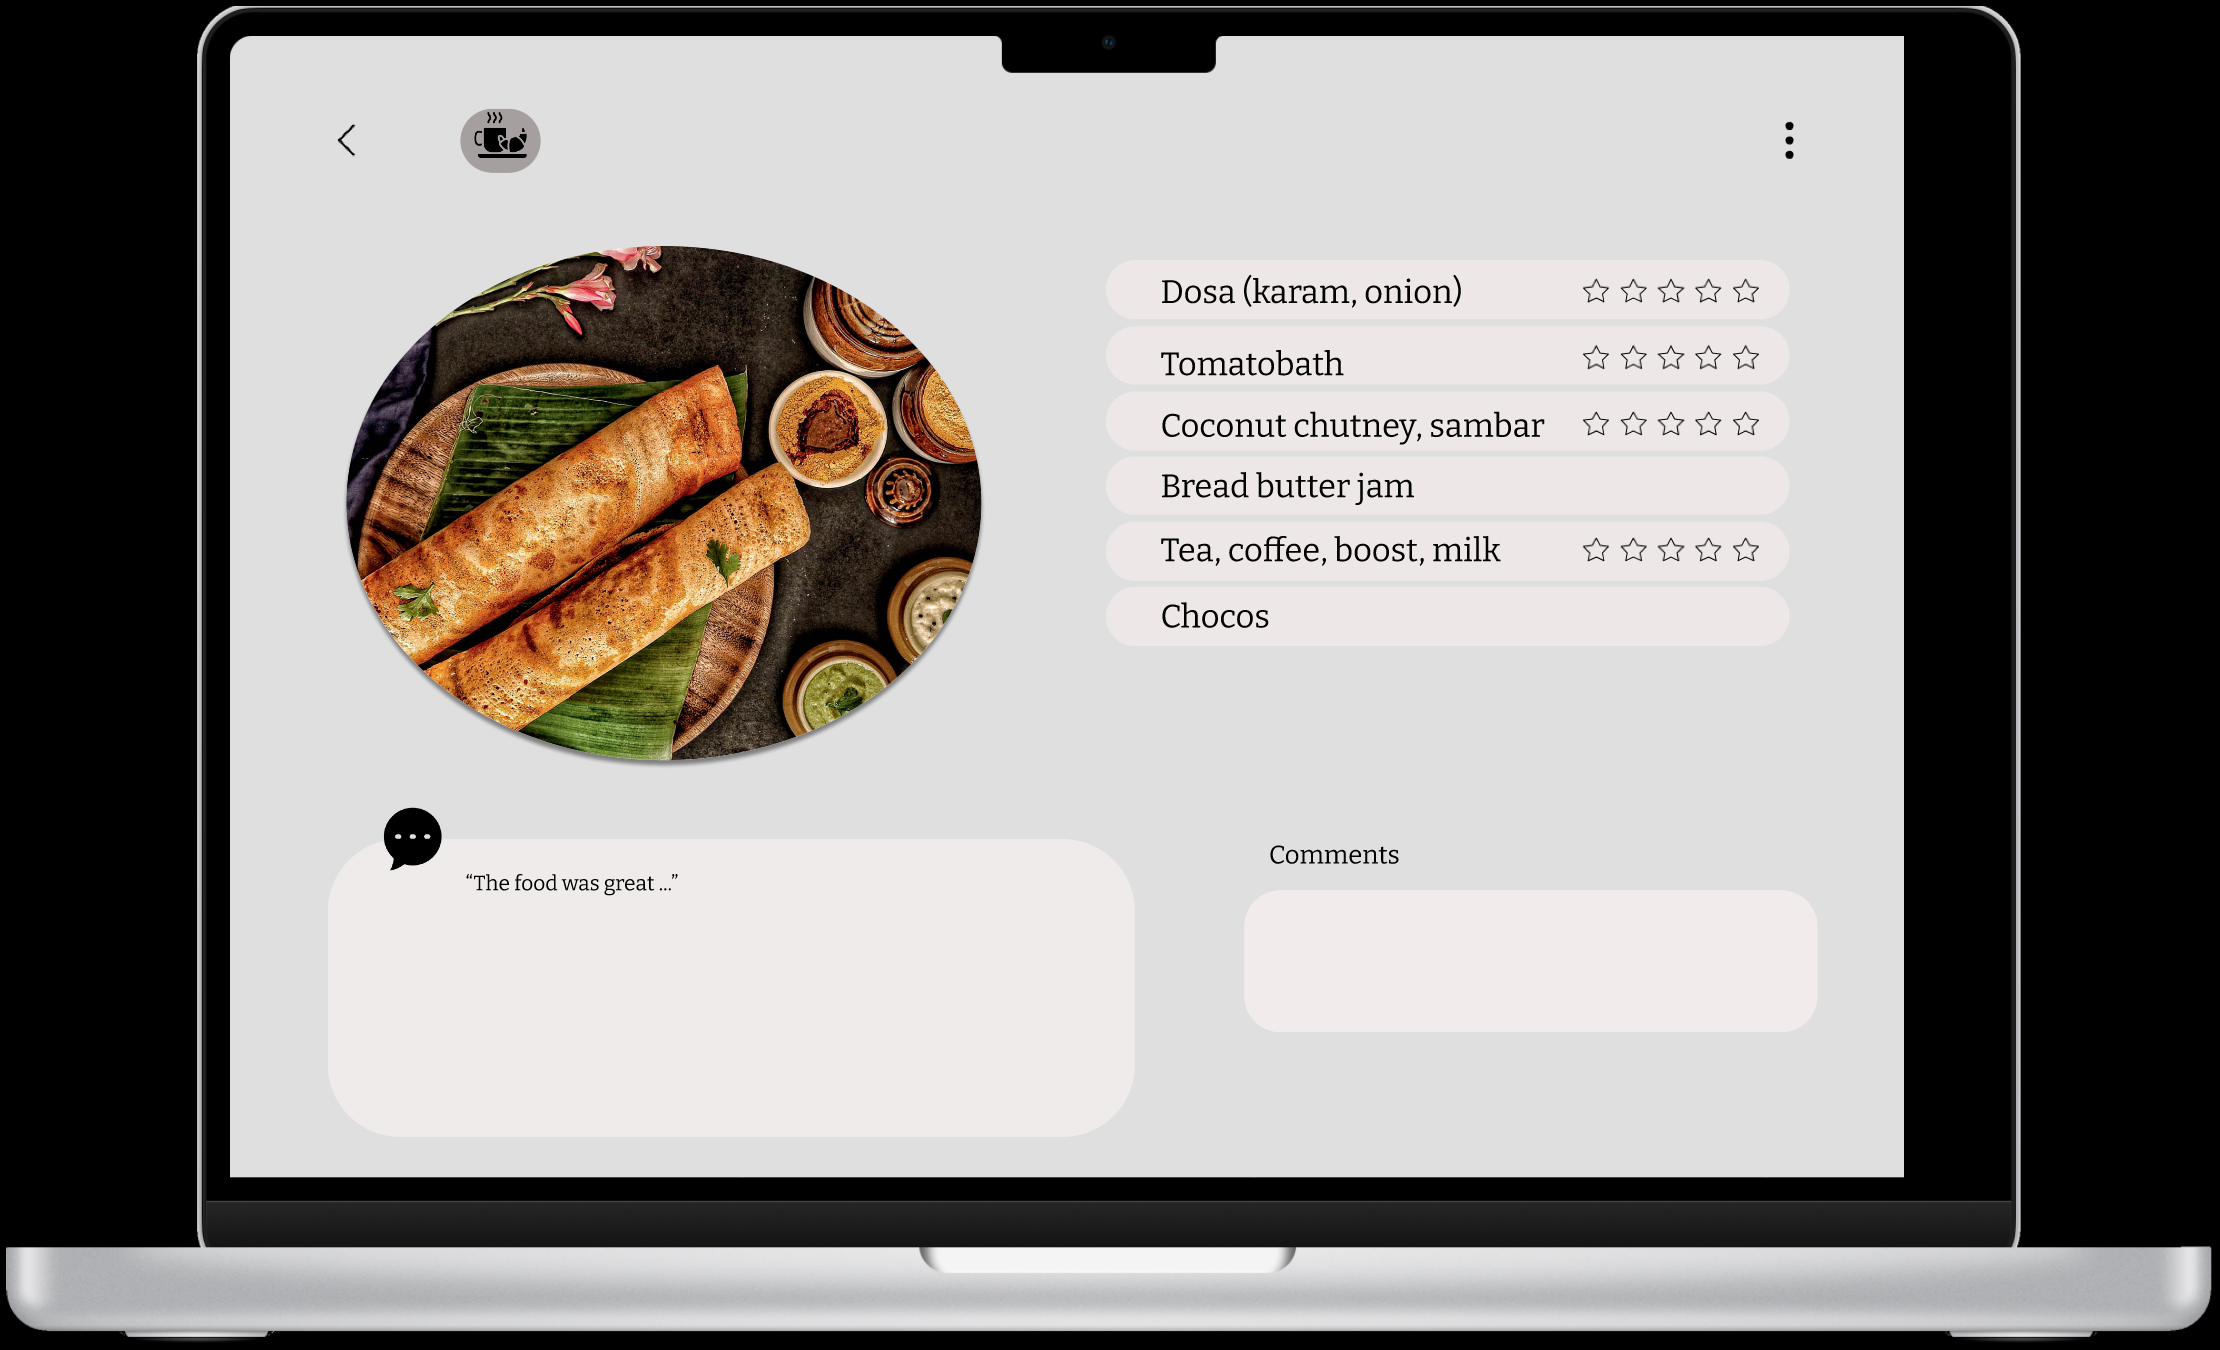 Dosa (karam, onion)
Tomatobath
Coconut chutney, sambar
Bread butter jam
Tea, coffee, boost, milk
Chocos
“The food was great ...”
Comments